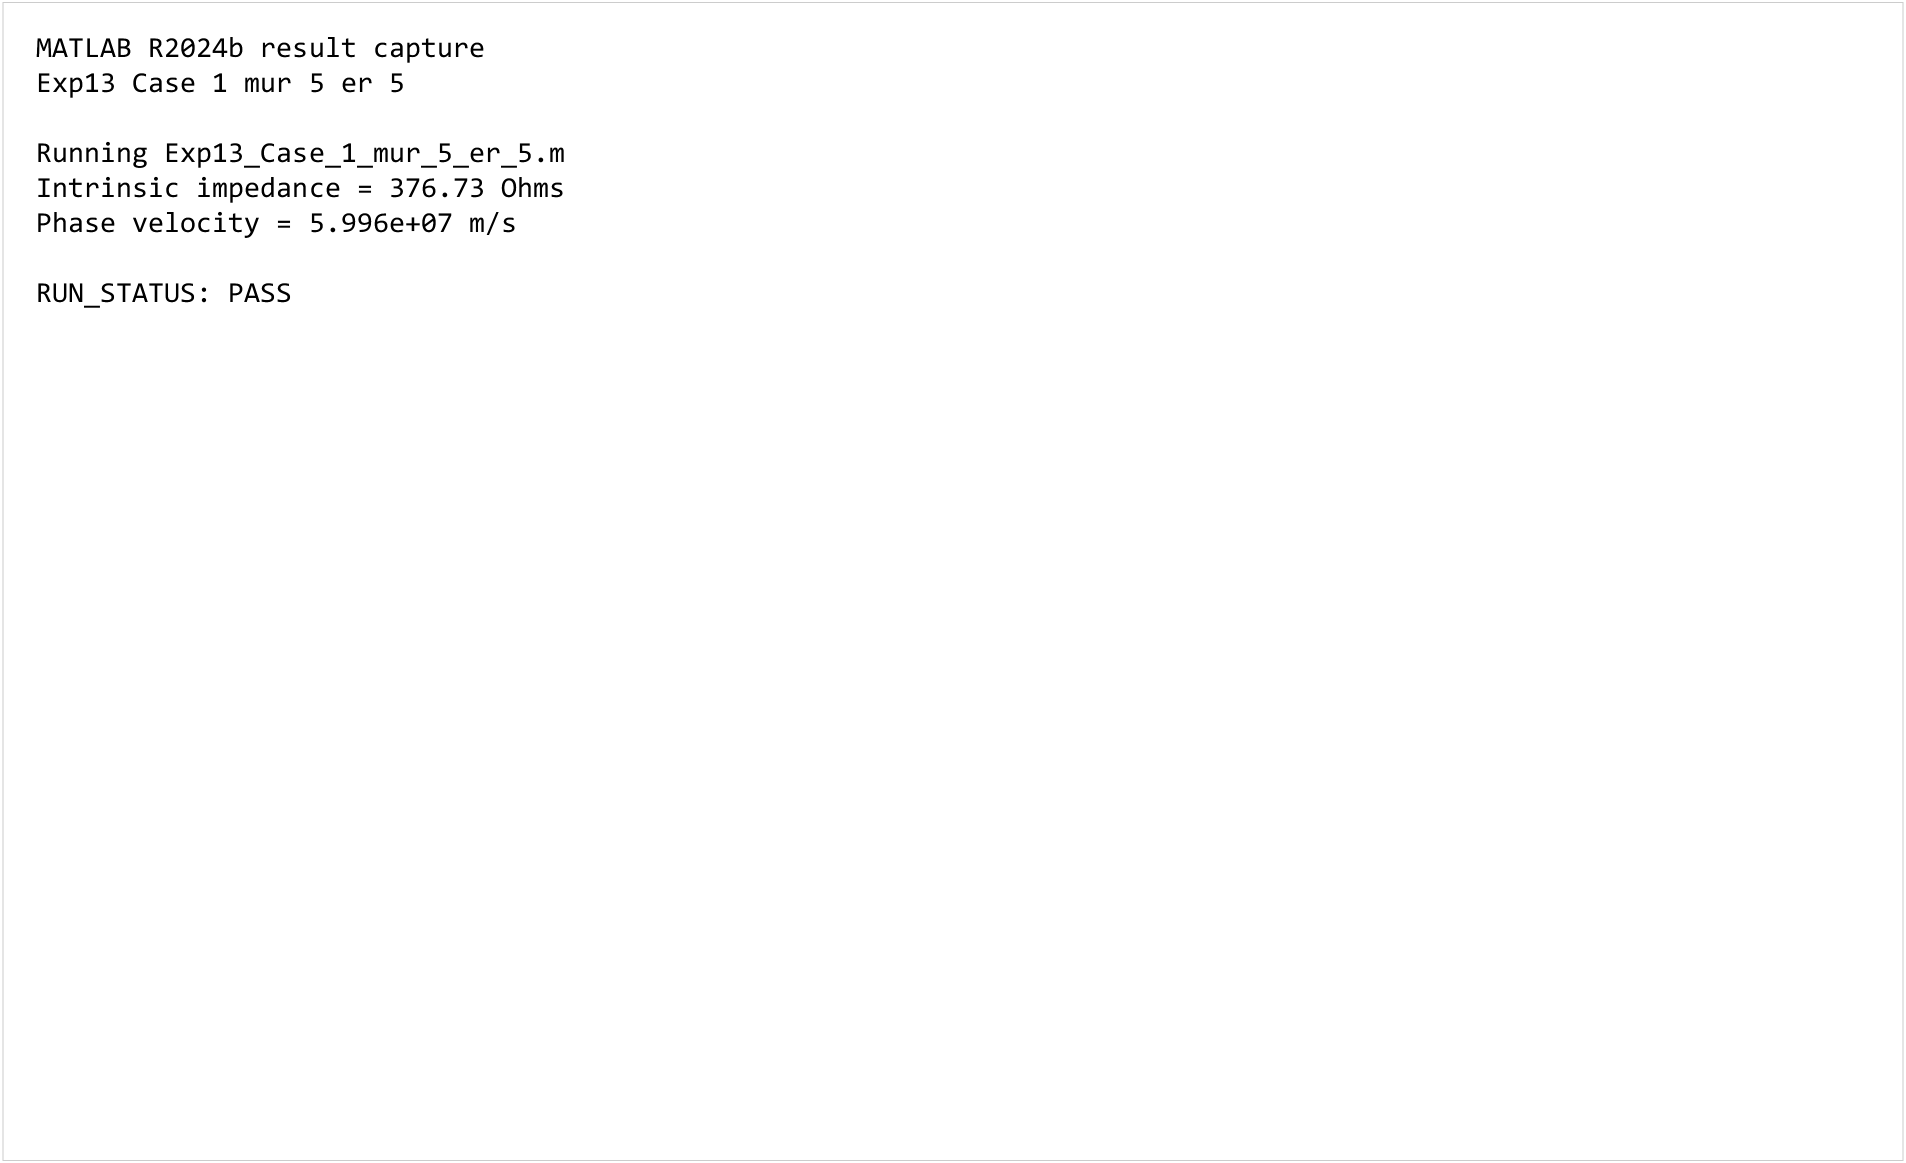 MATLAB R2024b result capture
Exp13 Case 1 mur 5 er 5
Running Exp13_Case_1_mur_5_er_5.m
Intrinsic impedance = 376.73 Ohms
Phase velocity = 5.996e+07 m/s
RUN_STATUS: PASS